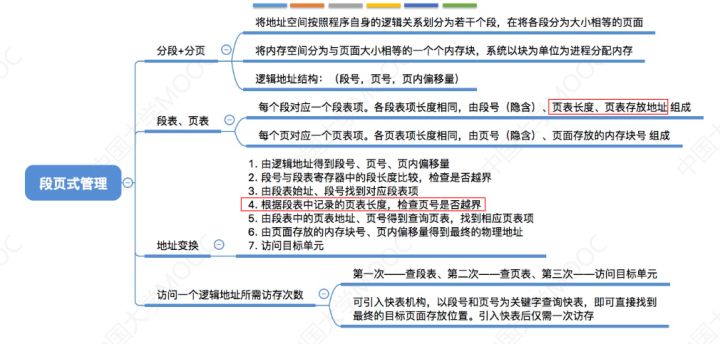 将地址空间按照程序自身的逻辑关系划分为若干个段，在将各段分为大小相等的页面
分段+分页
将内存空间分为与页面大小相等的一个个内存块，系统以块为单位为进程分配内存
逻辑地址结构：（段号，页号，页内偏移量）
每个段对应一个段表项。各段表项长度相同，由段号（隐含）、页表长度、页表存放地址 组成
段表、页表
每个页对应一个页表项。各页表项长度相同，由页号（隐含）、页面存放的内存块号 组成
段页式管理
1. 由逻辑地址得到段号、页号、页内偏移量
2. 段号与段表寄存器中的段长度比较，检查是否越界
3. 由段表始址、段号找到对应段表项
4. 根据段表中记录的页表长度，检查页号是否越界
5. 由段表中的页表地址、页号得到查询页表，找到相应页表项
6. 由页面存放的内存块号、页内偏移量得到最终的物理地址
7. 访问目标单元
地址变换
第一次——查段表、第二次——查页表、第三次——访问目标单元
访问一个逻辑地址所需访存次数
可引入快表机构，以段号和页号为关键字查询快表，即可直接找到
最终的目标页面存放位置。引入快表后仅需一次访存
中国大学MOOC